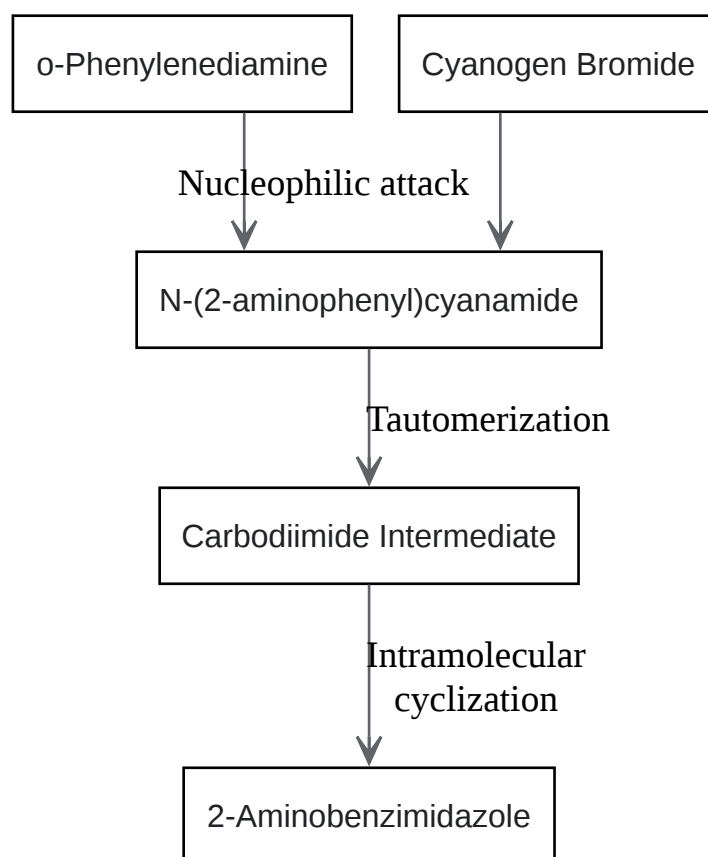 o-Phenylenediamine
Cyanogen Bromide
Nucleophilic attack
N-(2-aminophenyl)cyanamide
Tautomerization
Carbodiimide Intermediate
Intramolecular
cyclization
2-Aminobenzimidazole